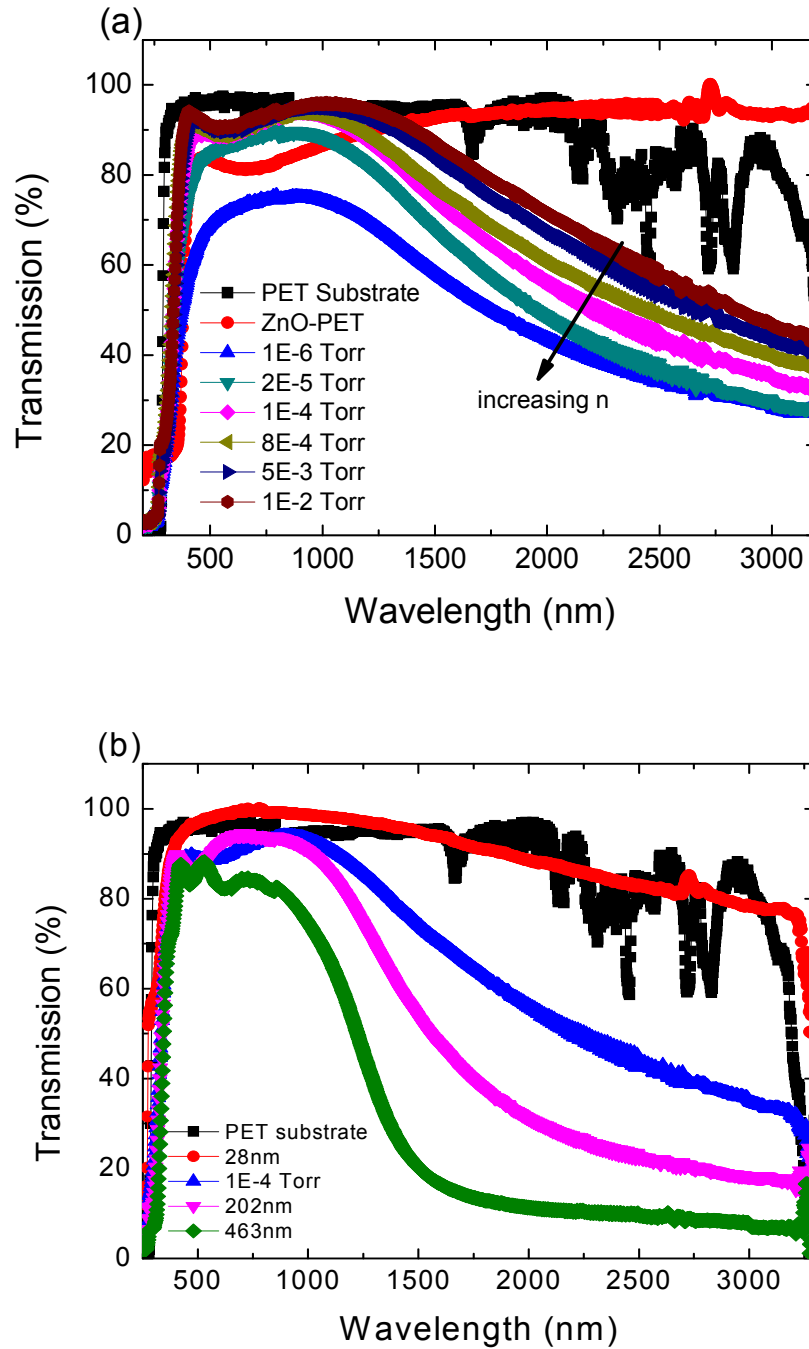 (a)
100
80
60
40
20
0
Transmission (%)
PET Substrate
ZnO-PET
1E-6 Torr
2E-5 Torr
1E-4 Torr
8E-4 Torr
5E-3 Torr
1E-2 Torr
increasing n
500 1000 1500 2000 2500 3000
Wavelength (nm)
(b)
100
80
60
40
20
0
Transmission (%)
PET substrate
28nm
1E-4 Torr
202nm
463nm
500 1000 1500 2000 2500 3000
Wavelength (nm)